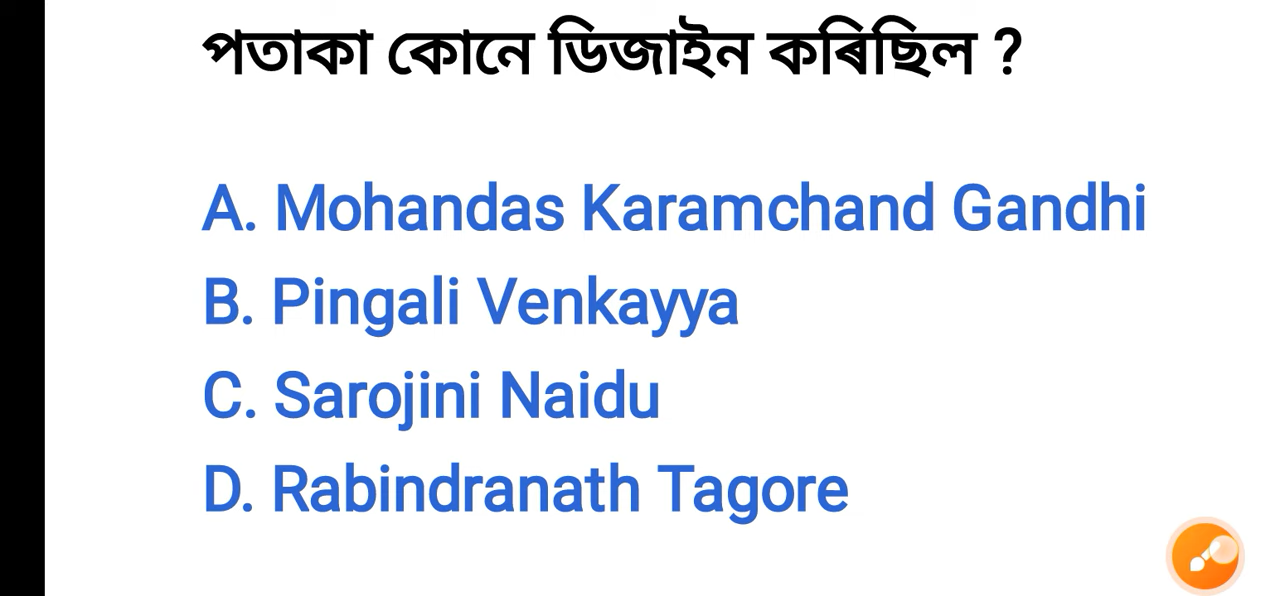 পতাকা কোনে ডিজাইন কৰিছিল ?
A. Mohandas Karamchand Gandhi
B. Pingali Venkayya
C. Sarojini Naidu
D. Rabindranath Tagore